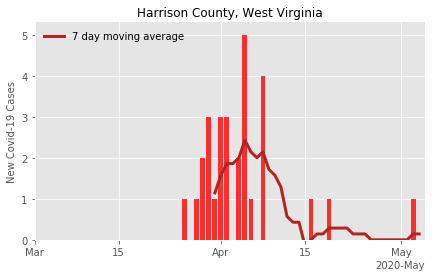 Harrison County, West Virginia
7 day moving average
New Covid-19 Cases
5
4
3
2
1
0
Mar
15
Apr
15
May
2020-May